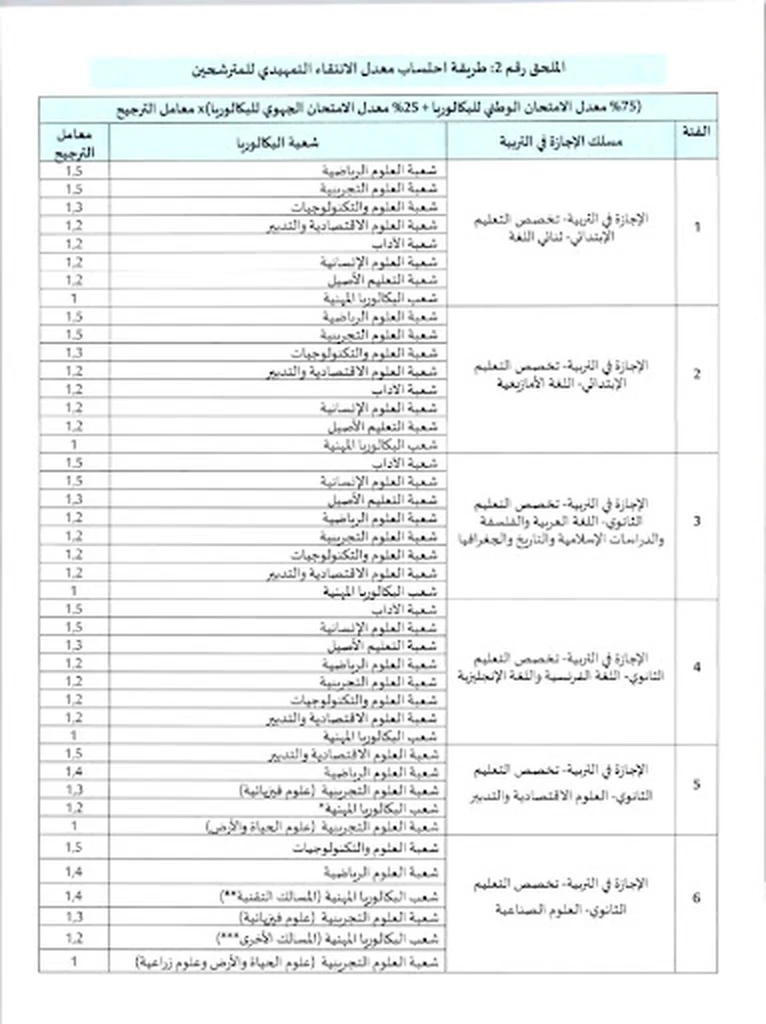 الملحق رقم 2: طريقة احتساب معدل الانتقاء التمهيدي للمترشحين
(75% معدل الامتحان الوطني للبكالوريا + 25% معدل الامتحان الجهوي للبكالوريا)x معامل الترجيح
الفئة مسلك الإجازة في التربية شعبة البكالوريا معامل الترجيح
1 الإجازة في التربية- تخصص التعليم
الإبتدائي- ثنائي اللغة
شعبة العلوم الرياضية 1,5
شعبة العلوم التجريبية 1,5
شعبة العلوم والتكنولوجيات 1,3
شعبة العلوم الاقتصادية والتدبير 1,2
شعبة الآداب 1,2
شعبة العلوم الإنسانية 1,2
شعبة التعليم الأصيل 1,2
شعب البكالوريا المهنية 1
2 الإجازة في التربية- تخصص التعليم
الإبتدائي- اللغة الأمازيغية
شعبة العلوم الرياضية 1,5
شعبة العلوم التجريبية 1,5
شعبة العلوم والتكنولوجيات 1,3
شعبة العلوم الاقتصادية والتدبير 1,2
شعبة الآداب 1,2
شعبة العلوم الإنسانية 1,2
شعبة التعليم الأصيل 1,2
شعب البكالوريا المهنية 1
3 الإجازة في التربية- تخصص التعليم
الثانوي- اللغة العربية والفلسفة
والدراسات الإسلامية والتاريخ والجغرافيا
شعبة الآداب 1,5
شعبة العلوم الإنسانية 1,5
شعبة التعليم الأصيل 1,3
شعبة العلوم الرياضية 1,2
شعبة العلوم التجريبية 1,2
شعبة العلوم والتكنولوجيات 1,2
شعبة العلوم الاقتصادية والتدبير 1,2
شعب البكالوريا المهنية 1
4 الإجازة في التربية- تخصص التعليم
الثانوي- اللغة الفرنسية واللغة الإنجليزية
شعبة الآداب 1,5
شعبة العلوم الإنسانية 1,5
شعبة التعليم الأصيل 1,3
شعبة العلوم الرياضية 1,2
شعبة العلوم التجريبية 1,2
شعبة العلوم والتكنولوجيات 1,2
شعبة العلوم الاقتصادية والتدبير 1,2
شعب البكالوريا المهنية 1
5 الإجازة في التربية- تخصص التعليم
الثانوي- العلوم الاقتصادية والتدبير
شعبة العلوم الاقتصادية والتدبير 1,5
شعبة العلوم الرياضية 1,4
شعبة العلوم التجريبية (علوم فيزيائية) 1,3
شعب البكالوريا المهنية* 1,2
شعبة العلوم التجريبية (علوم الحياة والأرض) 1
6 الإجازة في التربية- تخصص التعليم
الثانوي- العلوم الصناعية
شعبة العلوم والتكنولوجيات 1,5
شعبة العلوم الرياضية 1,4
شعب البكالوريا المهنية (المسالك التقنية**) 1,4
شعبة العلوم التجريبية (علوم فيزيائية) 1,3
شعب البكالوريا المهنية (المسالك الأخرى***) 1,2
شعبة العلوم التجريبية (علوم الحياة والأرض وعلوم زراعية) 1